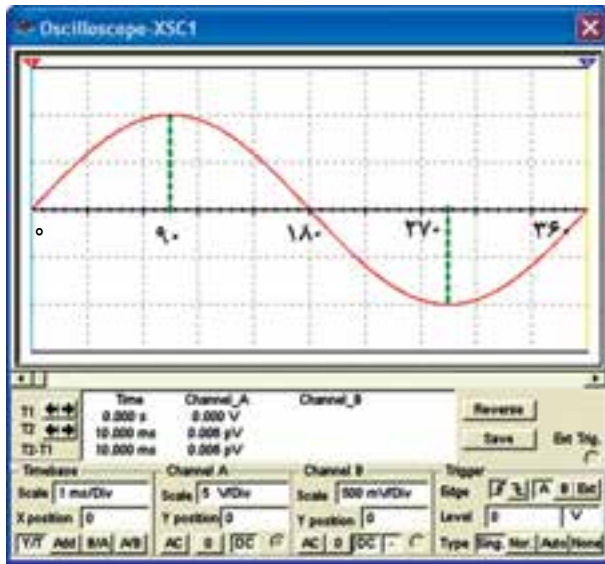 Oscilloscope-XSC1
° ۹۰ ۱۸۰ ۲۷۰ ۳۶۰
Time Channel_A Channel_B
T1 0.000 s 0.000 V
T2 10.000 ms 0.006 pV
T2-T1 10.000 ms 0.006 pV
Reverse
Save
Ext Trig.
Timebase Channel A Channel B Trigger
Scale 1 ms/Div Scale 5 V/Div Scale 500 mV/Div Edge A B Ext
X position 0 Y position 0 Y position 0 Level 0 V
Y/T Add B/A A/B AC 0 DC AC 0 DC - Type Sing. Nor. Auto None